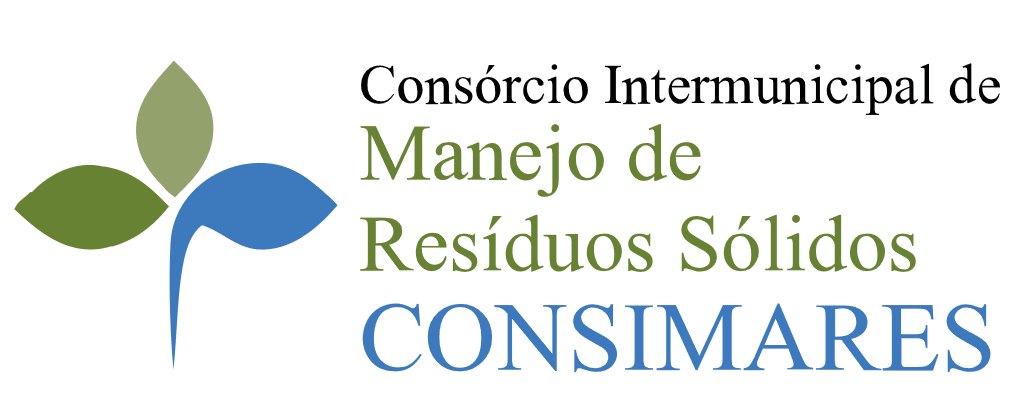 Consórcio Intermunicipal de
Manejo de
Resíduos Sólidos
CONSIMARES